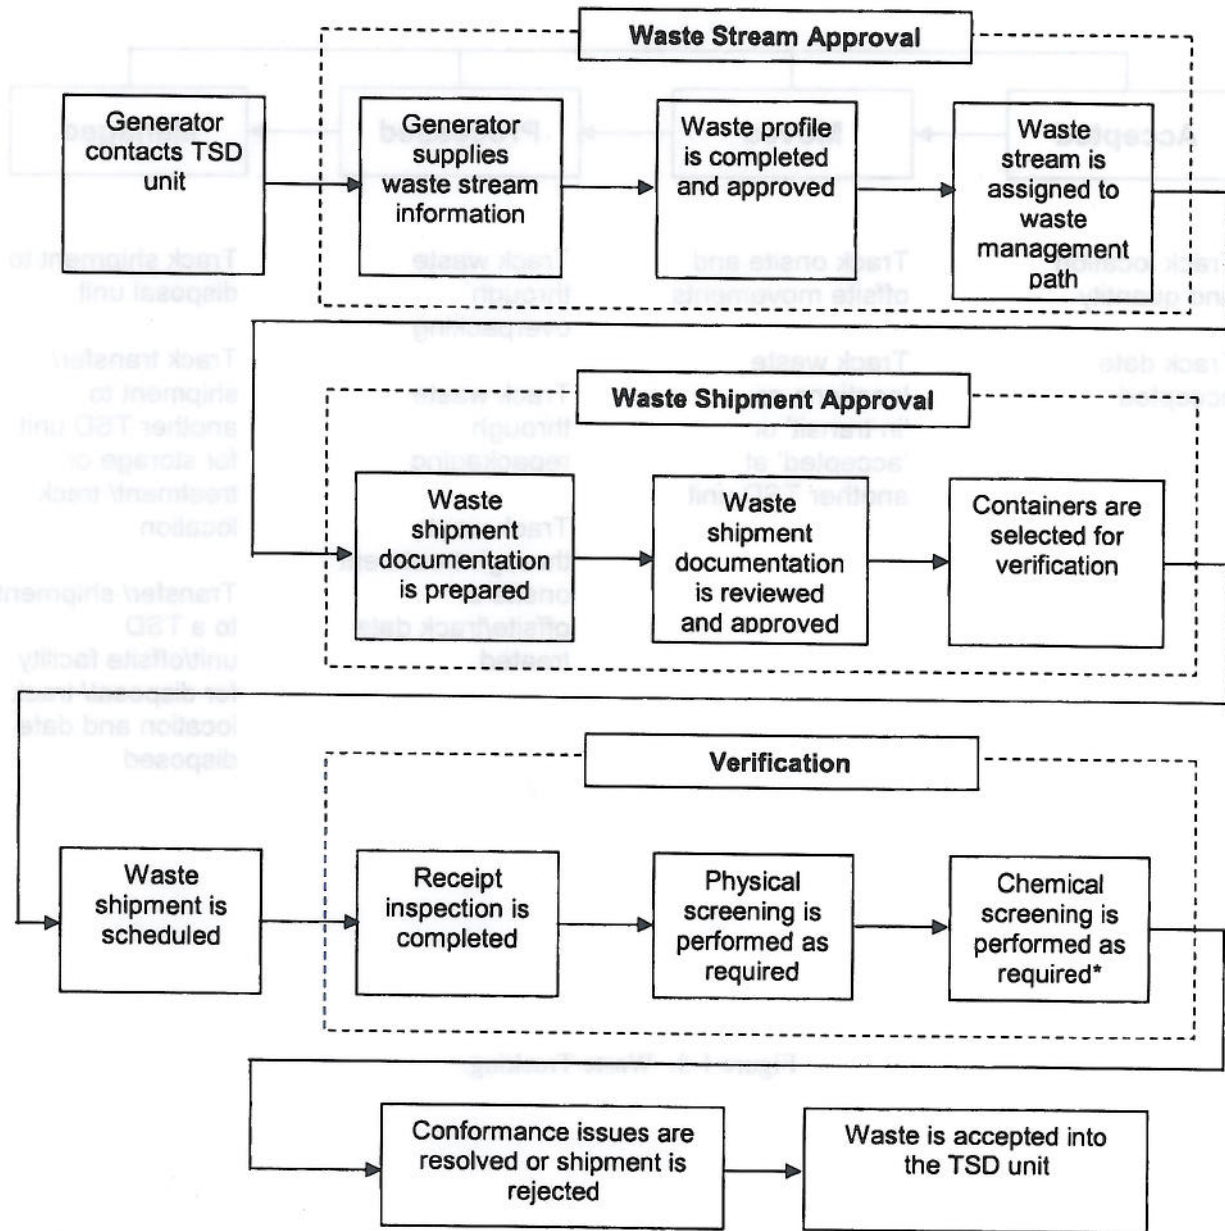 Waste Stream Approval
Generator
contacts TSD
unit
Generator
supplies
waste stream
information
Waste profile
is completed
and approved
Waste
stream is
assigned to
waste
management
path
Waste Shipment Approval
Waste
shipment
documentation
is prepared
Waste
shipment
documentation
is reviewed
and approved
Containers are
selected for
verification
Verification
Waste
shipment is
scheduled
Receipt
inspection is
completed
Physical
screening is
performed as
required
Chemical
screening is
performed as
required*
Conformance issues are
resolved or shipment is
rejected
Waste is accepted into
the TSD unit